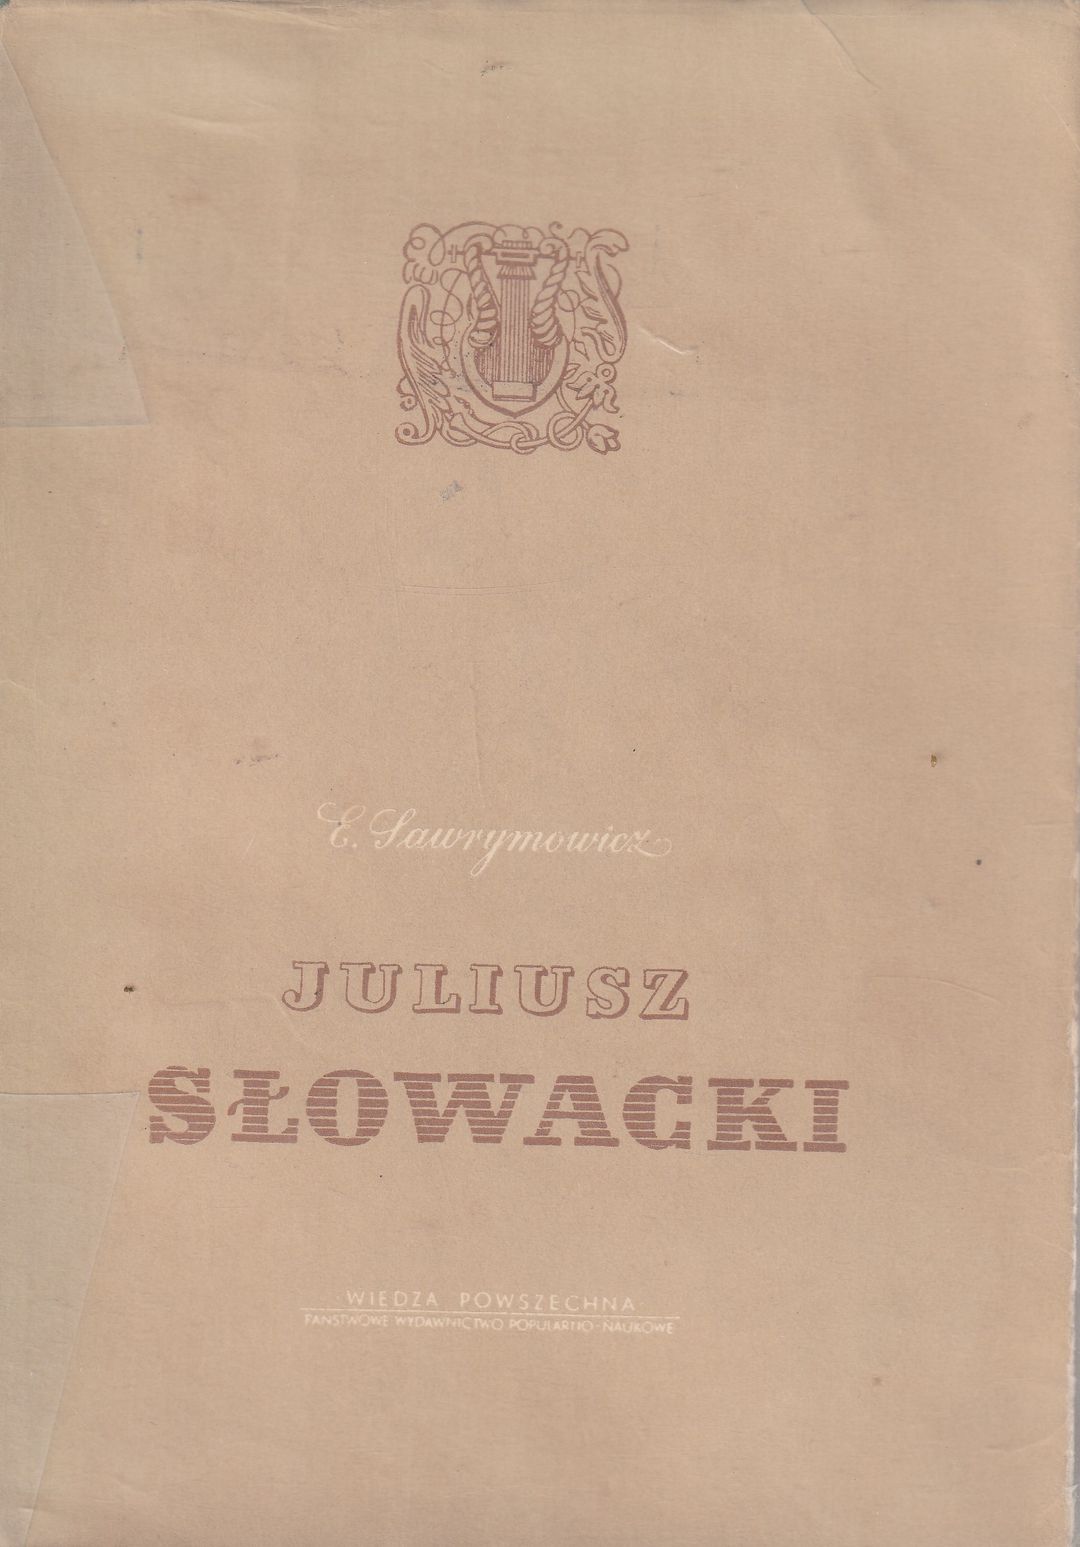 E. Sawrymowicz
JULIUSZ
SŁOWACKI
WIEDZA POWSZECHNA
PAŃSTWOWE WYDAWNICTWO POPULARNO-NAUKOWE